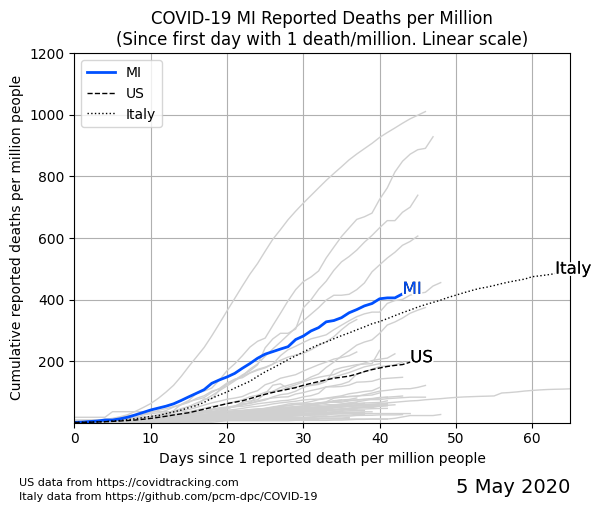 COVID-19 MI Reported Deaths per Million
(Since first day with 1 death/million. Linear scale)
Cumulative reported deaths per million people
1200
1000
800
600
400
200
MI
US
Italy
Italy
MI
US
0
10
20
30
40
50
60
Days since 1 reported death per million people
US data from https://covidtracking.com
Italy data from https://github.com/pcm-dpc/COVID-19
5 May 2020